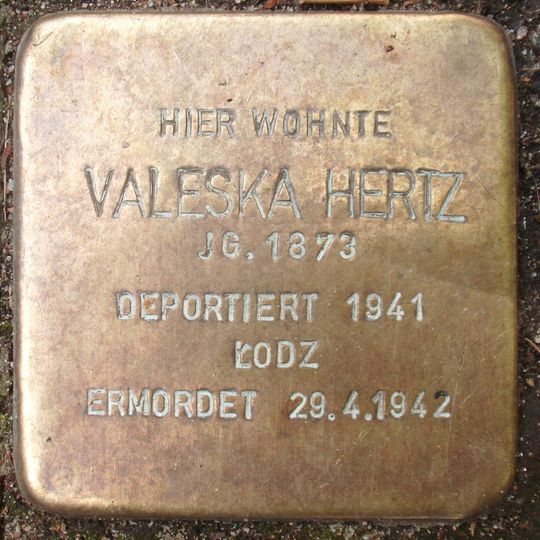 HIER WOHNTE
VALESKA HERTZ
JG. 1873
DEPORTIERT 1941
ŁODZ
ERMORDET 29.4.1942